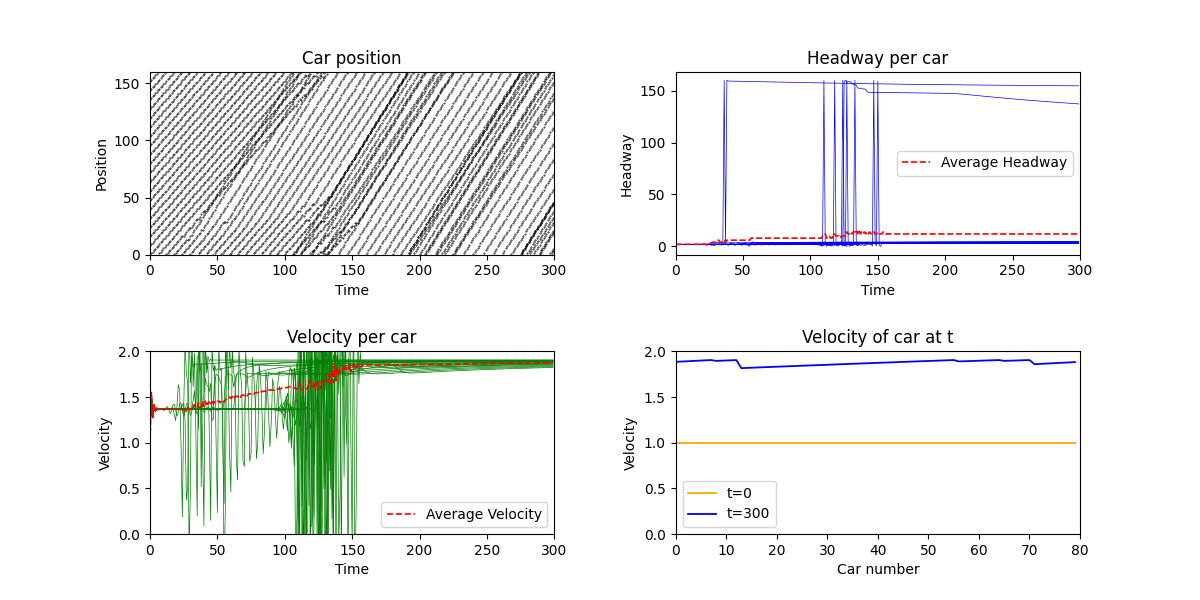 Car position
150
100
50
0
Position
0 50 100 150 200 250 300
Time
Headway per car
150
100
50
0
Headway
Average Headway
0 50 100 150 200 250 300
Time
Velocity per car
2.0
1.5
1.0
0.5
0.0
Velocity
Average Velocity
0 50 100 150 200 250 300
Time
Velocity of car at t
2.0
1.5
1.0
0.5
0.0
Velocity
t=0
t=300
0 10 20 30 40 50 60 70 80
Car number